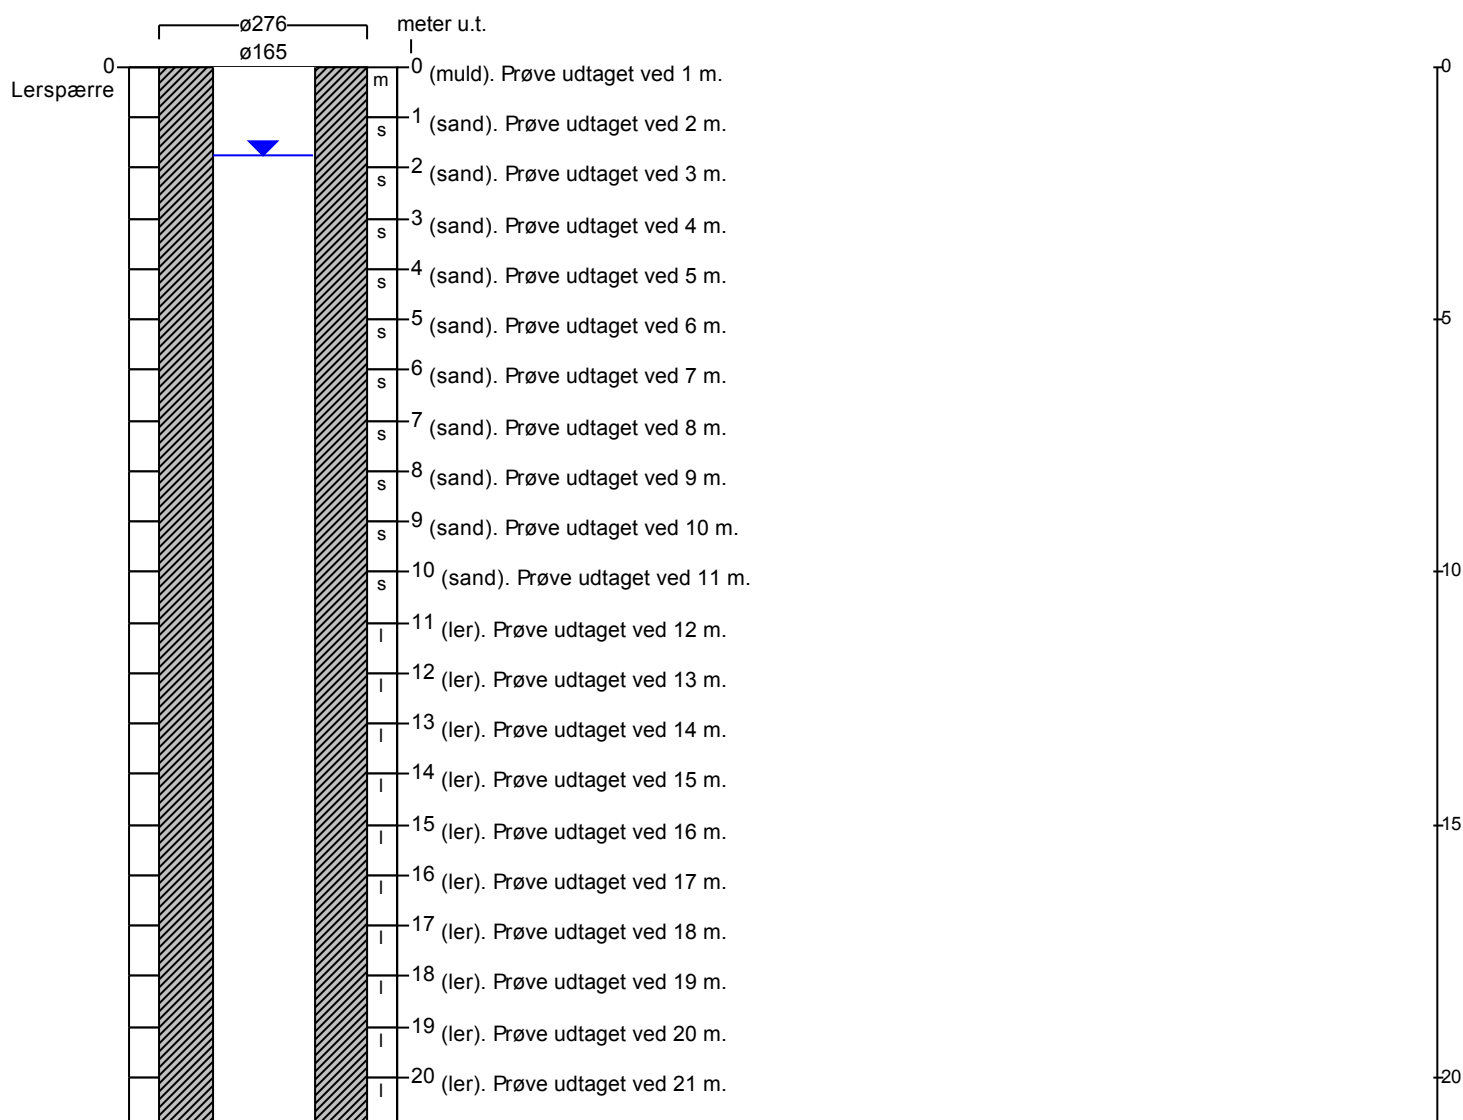 ø276 meter u.t.
ø165
0 0 (muld). Prøve udtaget ved 1 m. 0
Lerspærre m
1 (sand). Prøve udtaget ved 2 m.
s
2 (sand). Prøve udtaget ved 3 m.
s
3 (sand). Prøve udtaget ved 4 m.
s
4 (sand). Prøve udtaget ved 5 m.
s
5 (sand). Prøve udtaget ved 6 m. 5
s
6 (sand). Prøve udtaget ved 7 m.
s
7 (sand). Prøve udtaget ved 8 m.
s
8 (sand). Prøve udtaget ved 9 m.
s
9 (sand). Prøve udtaget ved 10 m.
s
10 (sand). Prøve udtaget ved 11 m. 10
s
11 (ler). Prøve udtaget ved 12 m.
l
12 (ler). Prøve udtaget ved 13 m.
l
13 (ler). Prøve udtaget ved 14 m.
l
14 (ler). Prøve udtaget ved 15 m.
l
15 (ler). Prøve udtaget ved 16 m. 15
l
16 (ler). Prøve udtaget ved 17 m.
l
17 (ler). Prøve udtaget ved 18 m.
l
18 (ler). Prøve udtaget ved 19 m.
l
19 (ler). Prøve udtaget ved 20 m.
l
20 (ler). Prøve udtaget ved 21 m. 20
l